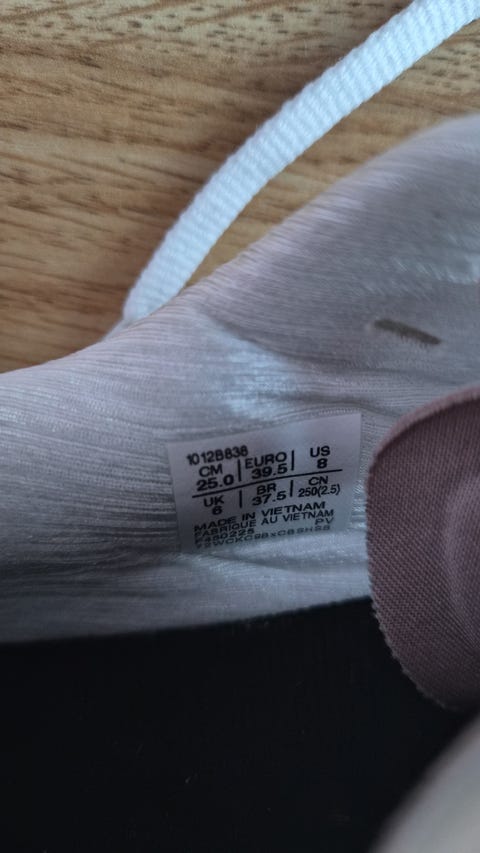 1012B838
CM EURO US
25.0 39.5 8
UK BR CN
6 37.5 250(2.5)
MADE IN VIETNAM
FABRIQUE AU VIETNAM
PV